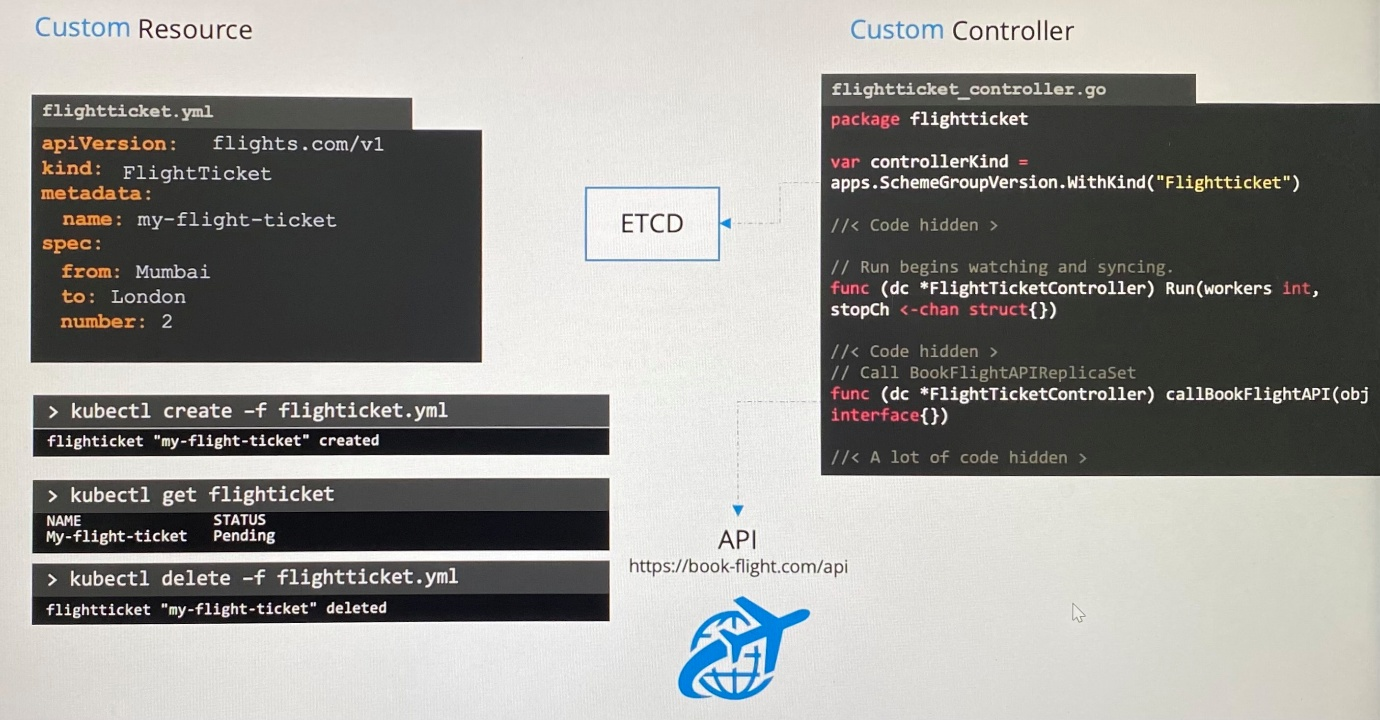 Custom Resource
flightticket.yml
apiVersion: flights.com/v1
kind: FlightTicket
metadata:
name: my-flight-ticket
spec:
from: Mumbai
to: London
number: 2
> kubectl create –f flighticket.yml
flighticket "my-flight-ticket" created
> kubectl get flighticket
NAME STATUS
My-flight-ticket Pending
> kubectl delete –f flightticket.yml
flightticket "my-flight-ticket" deleted
ETCD
API
https://book-flight.com/api
Custom Controller
flightticket_controller.go
package flightticket
var controllerKind =
apps.SchemeGroupVersion.WithKind("Flightticket")
//< Code hidden >
// Run begins watching and syncing.
func (dc *FlightTicketController) Run(workers int,
stopCh <-chan struct{})
//< Code hidden >
// Call BookFlightAPIReplicaSet
func (dc *FlightTicketController) callBookFlightAPI(obj
interface{})
//< A lot of code hidden >